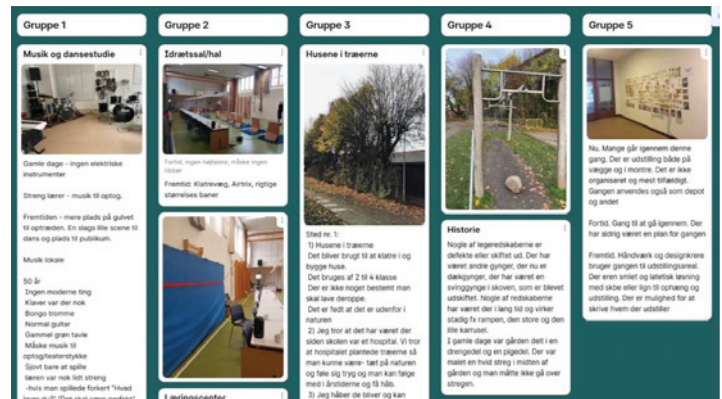 Gruppe 1
Musik og dansestudie
Gamle dage - ingen elektriske
instrumenter
Streng lærer - musik til optog.
Fremtiden - mere plads på gulvet
til optræden. En slags lille scene til
dans og plads til publikum.
Musik lokale
50 år
Ingen moderne ting
Klaver var der nok
Bongo tromme
Normal guitar
Gammel grøn tavle
Måske musik til
optog/teaterstykke
Sjovt bare at spille
læren var nok lidt streng
-hvis man spillede forkert "Hvad
Gruppe 2
Idrætssal/hal
Fortid: Ingen højtalere, måske ingen
ribber
Fremtid: Klatrevæg, Airtrix, rigtige
størrelses baner
Læringscenter
Gruppe 3
Husene i træerne
Sted nr. 1:
1) Husene i træerne
Det bliver brugt til at klatre i og
bygge huse.
Det bruges af 2 til 4 klasse
Der er ikke noget bestemt man
skal lave deroppe.
Det er fedt at det er udenfor i
naturen
2) Jeg tror at det har været der
siden skolen var et hospital. Vi tror
at hospitalet plantede træerne så
man kunne være- tæt på naturen
og føle sig tryg og man kan følge
med i årstiderne og få håb.
3) Jeg håber de bliver og kan
Gruppe 4
Historie
Nogle af legeredskaberne er
defekte eller skiftet ud. Der har
været andre gynger, der nu er
dækgynger, der har været en
svinggynge i skoven, som er blevet
udskiftet. Nogle af redskaberne
har været der i lang tid og virker
stadig fx rampen, den store og den
lille karrusel.
I gamle dage var gården delt i en
drengedel og en pigedel. Der var
malet en hvid streg i midten af
gården og man måtte ikke gå over
stregen.
Gruppe 5
Nu. Mange går igennem denne
gang. Der er udstilling både på
vægge og i montre. Det er ikke
organiseret og mest tilfældigt.
Gangen anvendes også som depot
og andet
Fortid. Gang til at gå igennem. Der
har aldrig været en plan for gangen
Fremtid. Håndværk og designkrere
bruger gangen til udstillingsareal.
Der eren smlet og latetisk løsning
med skbe eller lign til ophæng og
udstilling. Der er mulighed for at
skrive hvem der udstiller